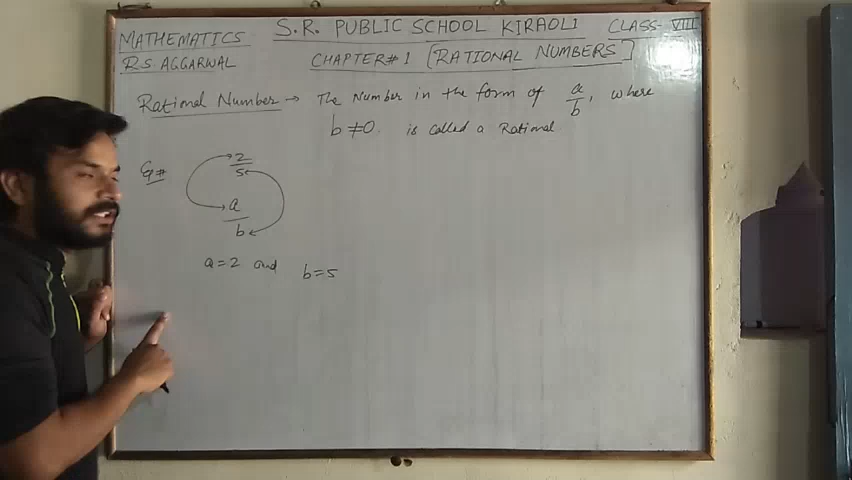 MATHEMATICS S. R. PUBLIC SCHOOL KIRAOLI CLASS-VIII
RS AGGARWAL CHAPTER#1 [RATIONAL NUMBERS]
Rational Number → The Number in the form of a/b, where
b≠0 is called a Rational
Eg# 2/5
a/b
a=2 and b=5